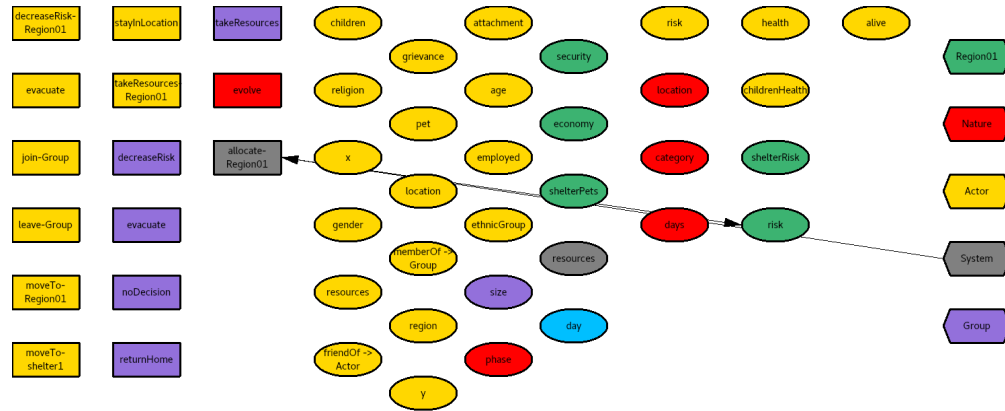 decreaseRisk-
Region01
stayInLocation
takeResources
children
attachment
risk
health
alive
grievance
security
Region01
evacuate
takeResources-
Region01
evolve
religion
age
location
childrenHealth
pet
economy
Nature
join-Group
decreaseRisk
allocate-
Region01
x
employed
category
shelterRisk
location
shelterPets
Actor
leave-Group
evacuate
gender
ethnicGroup
days
risk
memberOf ->
Group
resources
System
moveTo-
Region01
noDecision
resources
size
region
day
Group
moveTo-
shelter1
returnHome
friendOf ->
Actor
phase
y